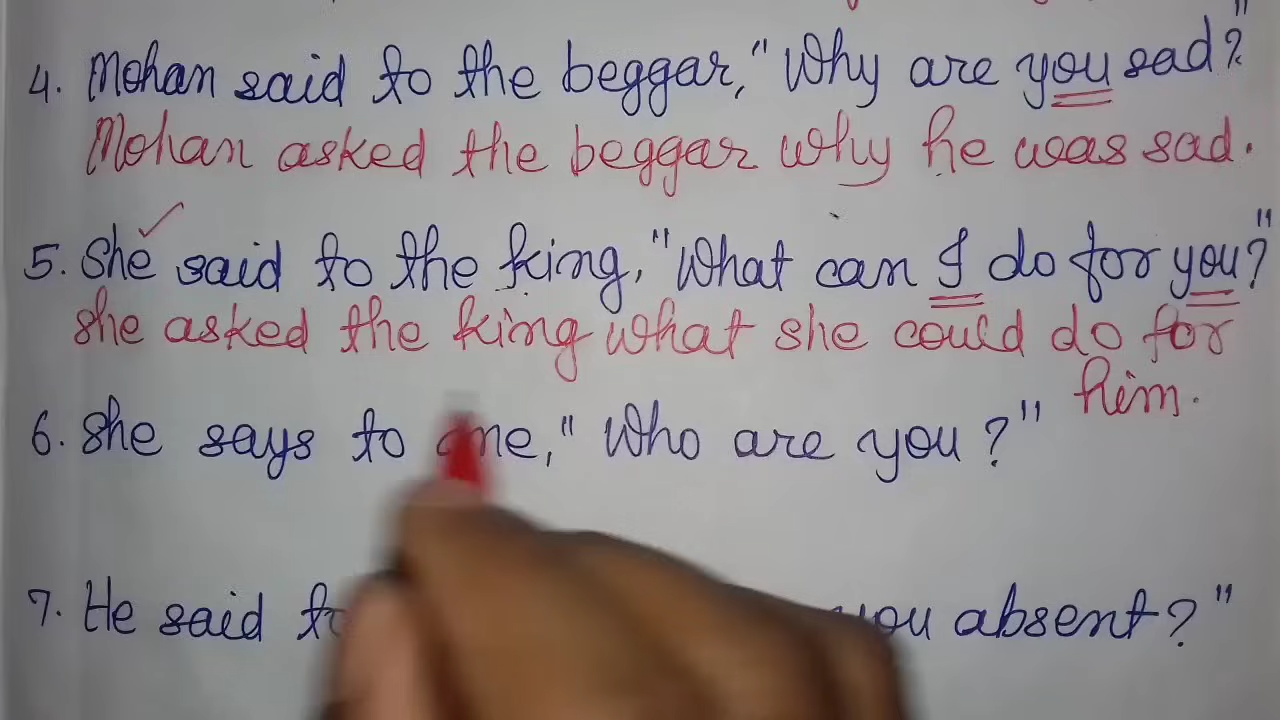 4. Mohan said to the beggar, "Why are you sad?"
Mohan asked the beggar why he was sad.
5. She said to the king, "What can I do for you?"
she asked the king what she could do for
him.
6. She says to me, "Who are you?"
7. He said you absent?"